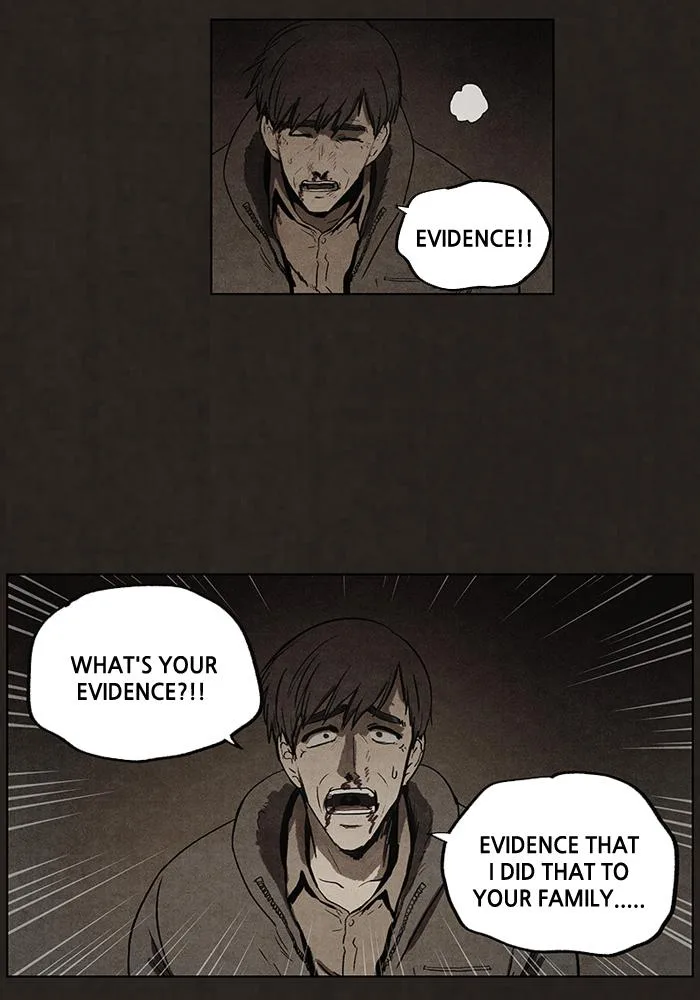 EVIDENCE!!
WHAT'S YOUR
EVIDENCE?!!
EVIDENCE THAT
I DID THAT TO
YOUR FAMILY.....